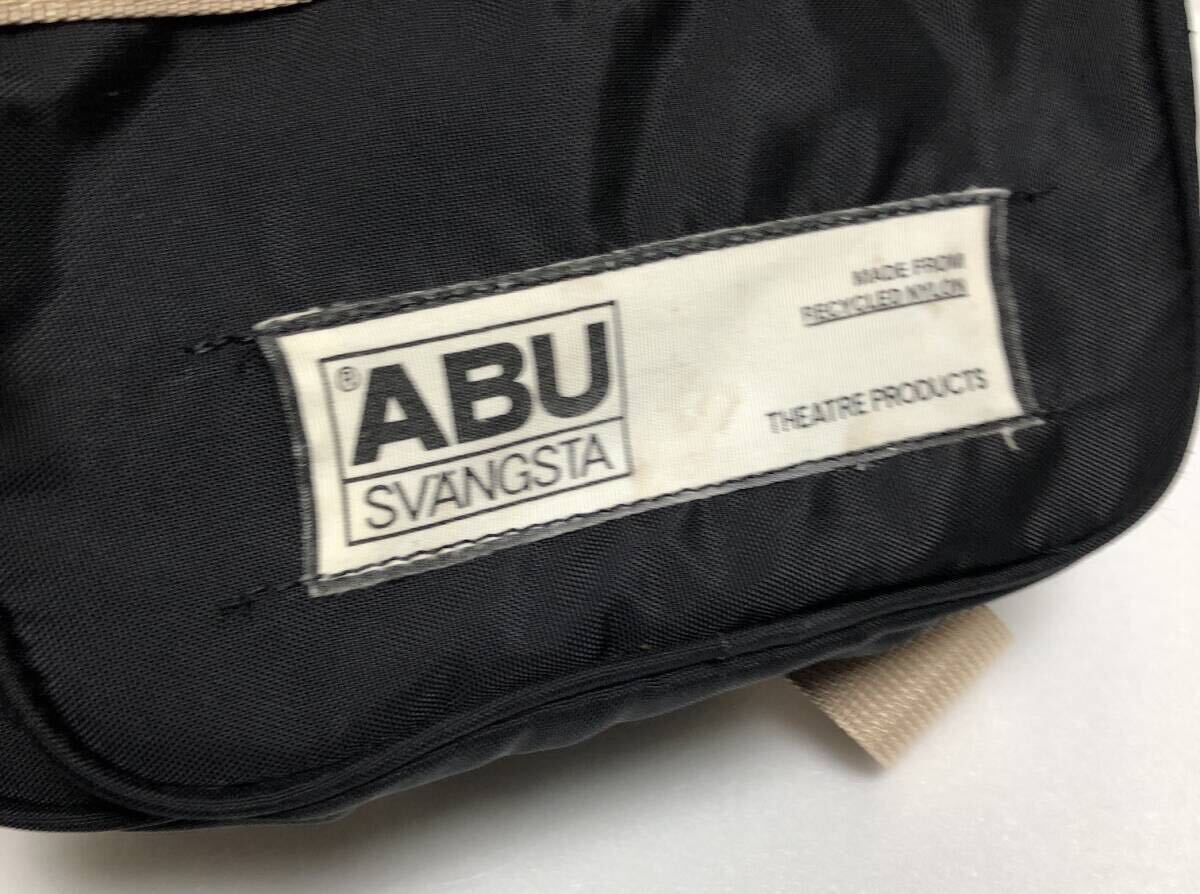 ® ABU
SVÄNGSTA
MADE FROM
RECYCLED NYLON
THEATRE PRODUCTS